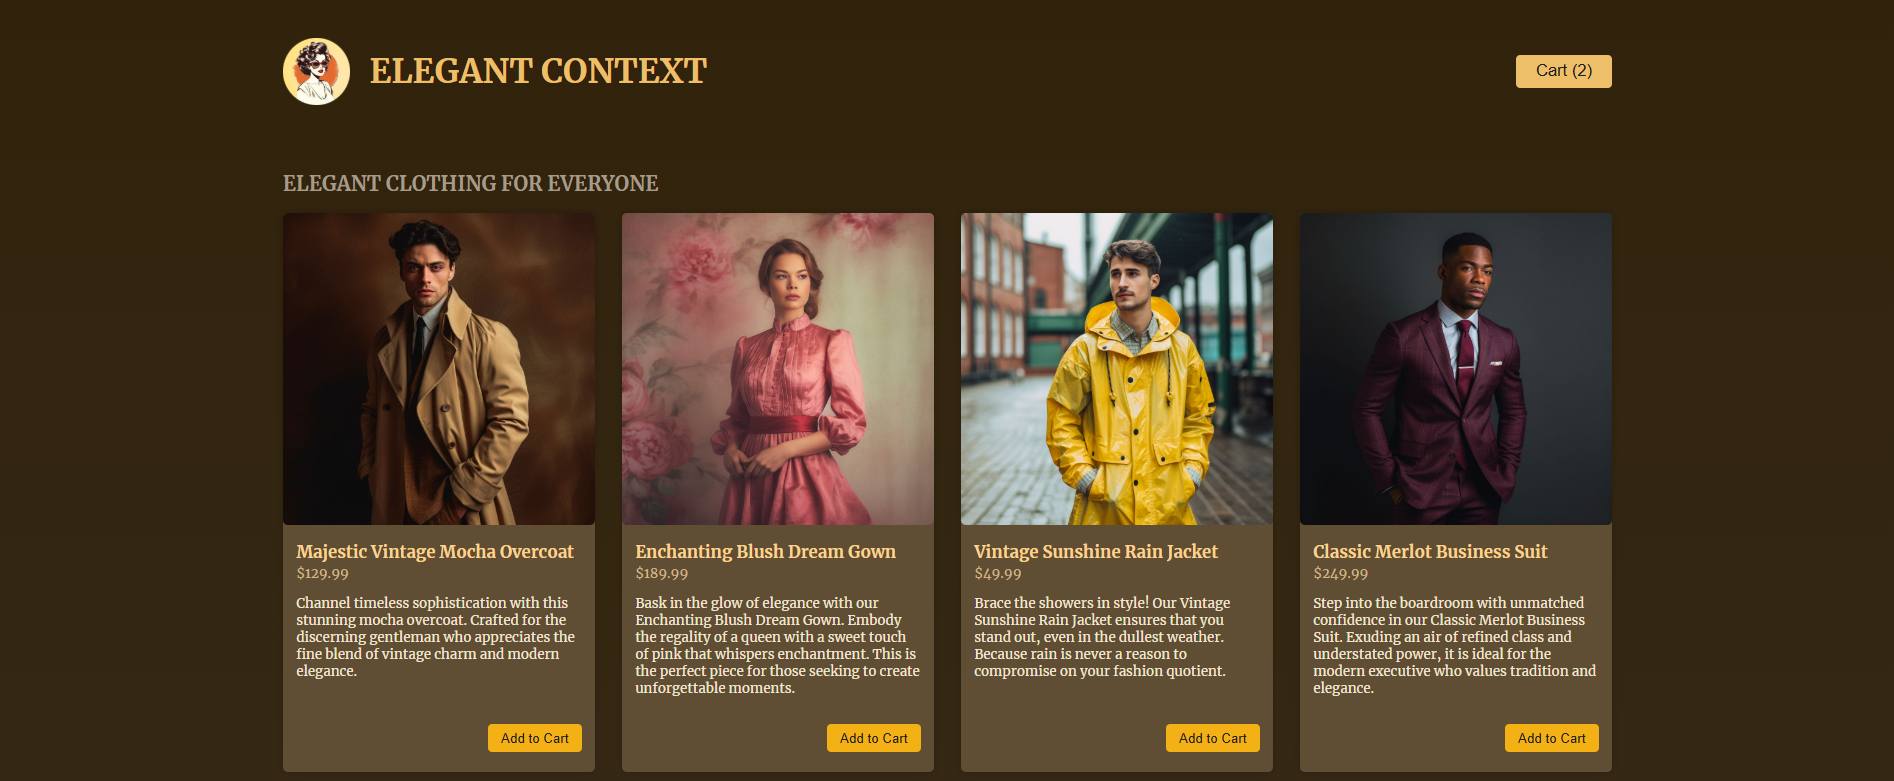 ELEGANT CONTEXT
Cart (2)
ELEGANT CLOTHING FOR EVERYONE
Majestic Vintage Mocha Overcoat
$129.99
Channel timeless sophistication with this
stunning mocha overcoat. Crafted for the
discerning gentleman who appreciates the
fine blend of vintage charm and modern
elegance.
Add to Cart
Enchanting Blush Dream Gown
$189.99
Bask in the glow of elegance with our
Enchanting Blush Dream Gown. Embody
the regality of a queen with a sweet touch
of pink that whispers enchantment. This is
the perfect piece for those seeking to create
unforgettable moments.
Add to Cart
Vintage Sunshine Rain Jacket
$49.99
Brace the showers in style! Our Vintage
Sunshine Rain Jacket ensures that you
stand out, even in the dullest weather.
Because rain is never a reason to
compromise on your fashion quotient.
Add to Cart
Classic Merlot Business Suit
$249.99
Step into the boardroom with unmatched
confidence in our Classic Merlot Business
Suit. Exuding an air of refined class and
understated power, it is ideal for the
modern executive who values tradition and
elegance.
Add to Cart